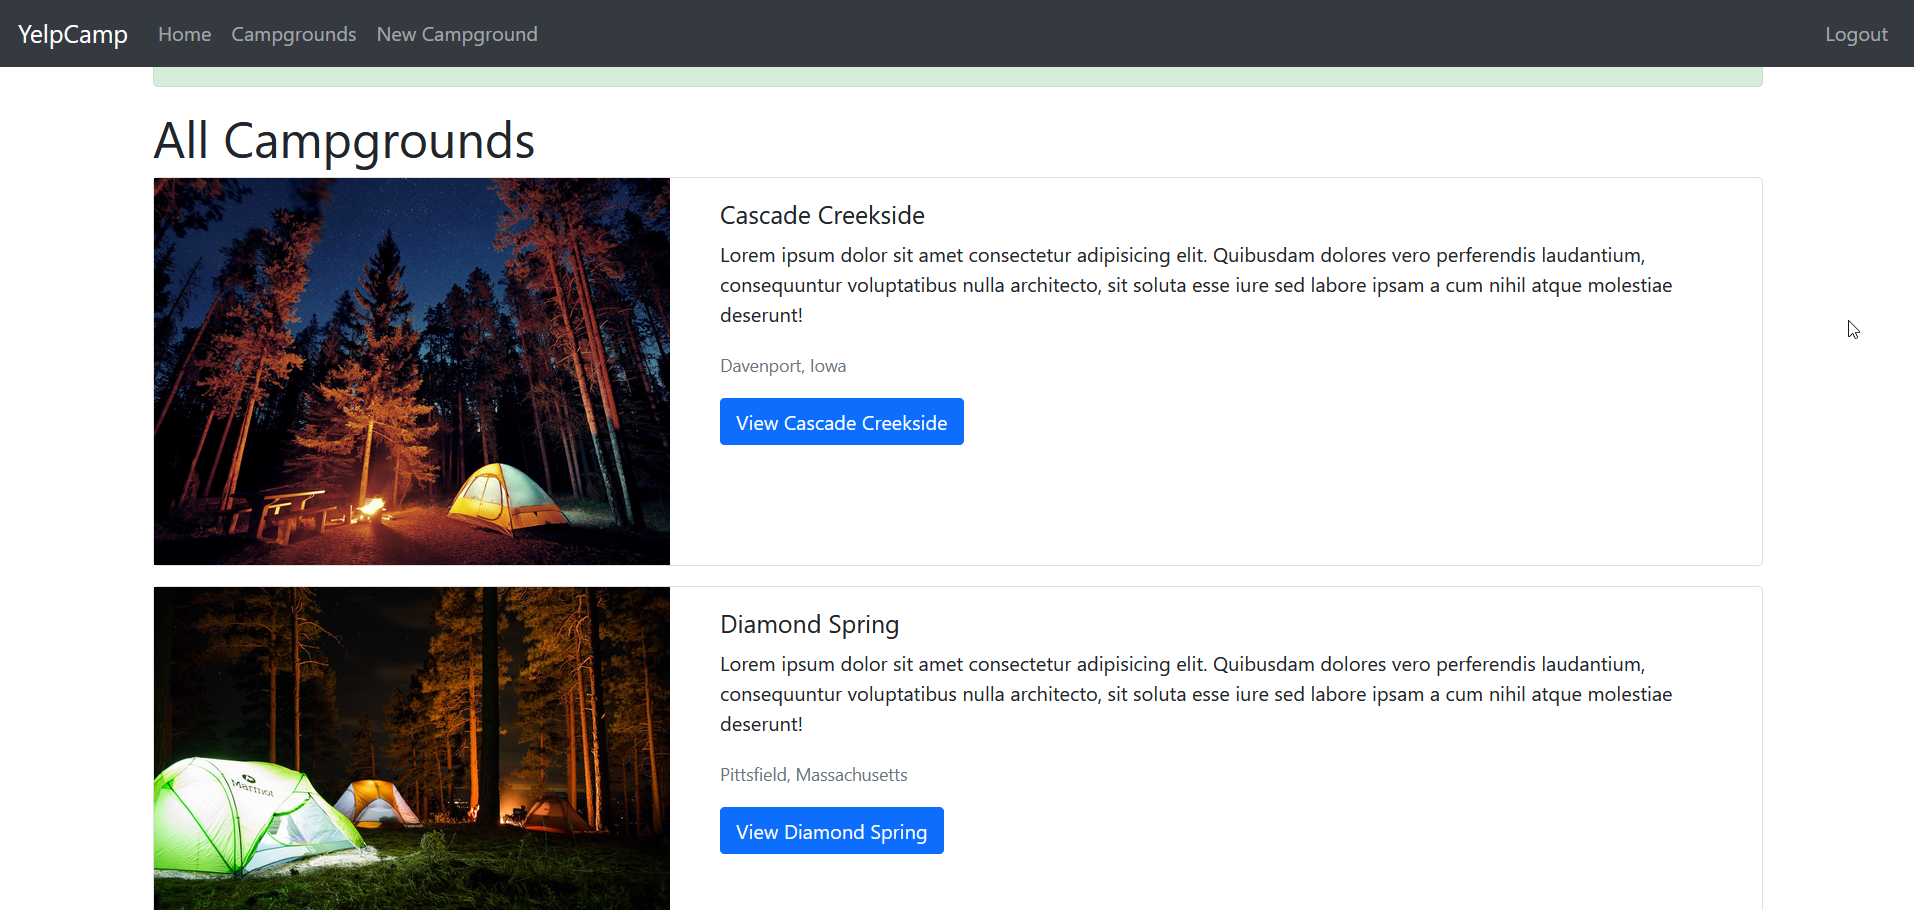 YelpCamp Home Campgrounds New Campground Logout
All Campgrounds
Cascade Creekside
Lorem ipsum dolor sit amet consectetur adipisicing elit. Quibusdam dolores vero perferendis laudantium,
consequuntur voluptatibus nulla architecto, sit soluta esse iure sed labore ipsam a cum nihil atque molestiae
deserunt!
Davenport, Iowa
View Cascade Creekside
Diamond Spring
Lorem ipsum dolor sit amet consectetur adipisicing elit. Quibusdam dolores vero perferendis laudantium,
consequuntur voluptatibus nulla architecto, sit soluta esse iure sed labore ipsam a cum nihil atque molestiae
deserunt!
Marmot
Pittsfield, Massachusetts
View Diamond Spring